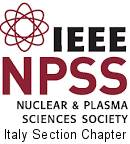 IEEE
NPSS
NUCLEAR & PLASMA
SCIENCES SOCIETY
Italy Section Chapter